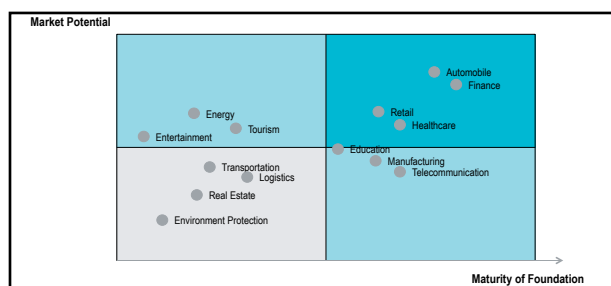 Market Potential
Automobile
Finance
Energy
Retail
Tourism
Healthcare
Entertainment
Education
Manufacturing
Transportation
Telecommunication
Logistics
Real Estate
Environment Protection
Maturity of Foundation